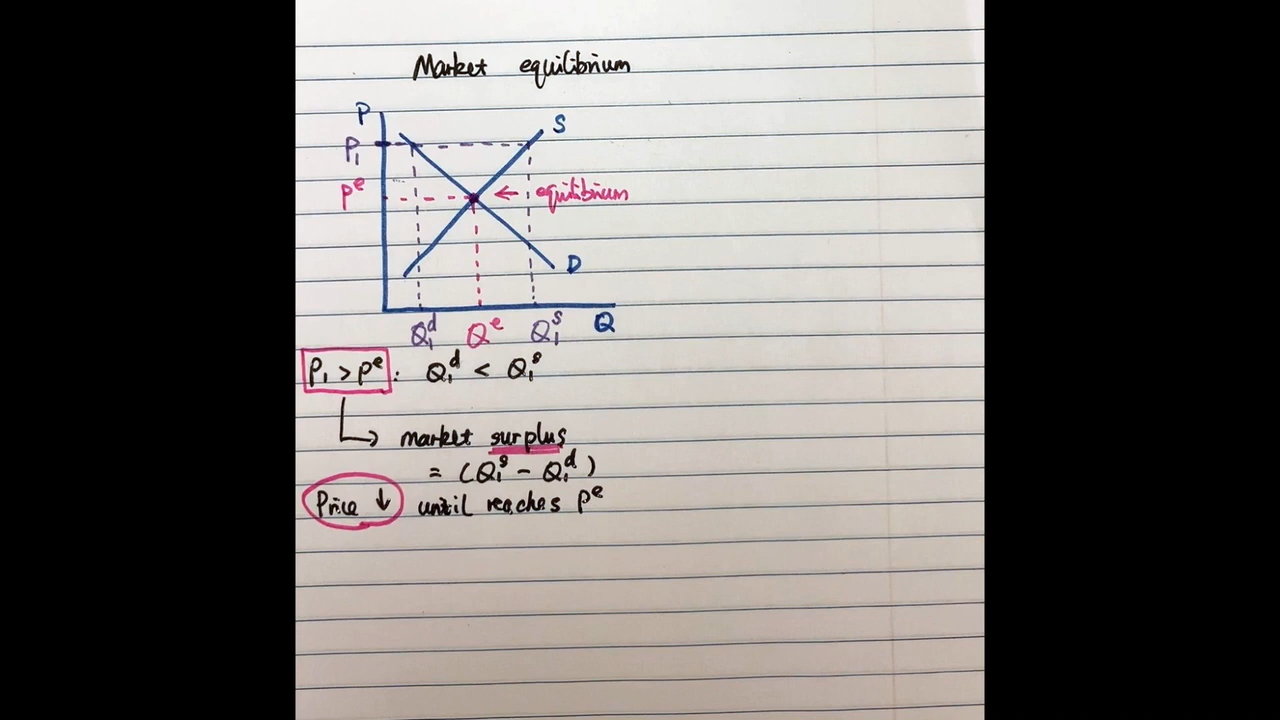 Market equilibrium
P
S
P₁
Pᵉ
← equilibrium
D
Q₁ᵈ Qᵉ Q₁ˢ Q
P₁ > Pᵉ : Q₁ᵈ < Q₁ˢ
market surplus
= (Q₁ˢ - Q₁ᵈ)
Price ↓ until reaches Pᵉ